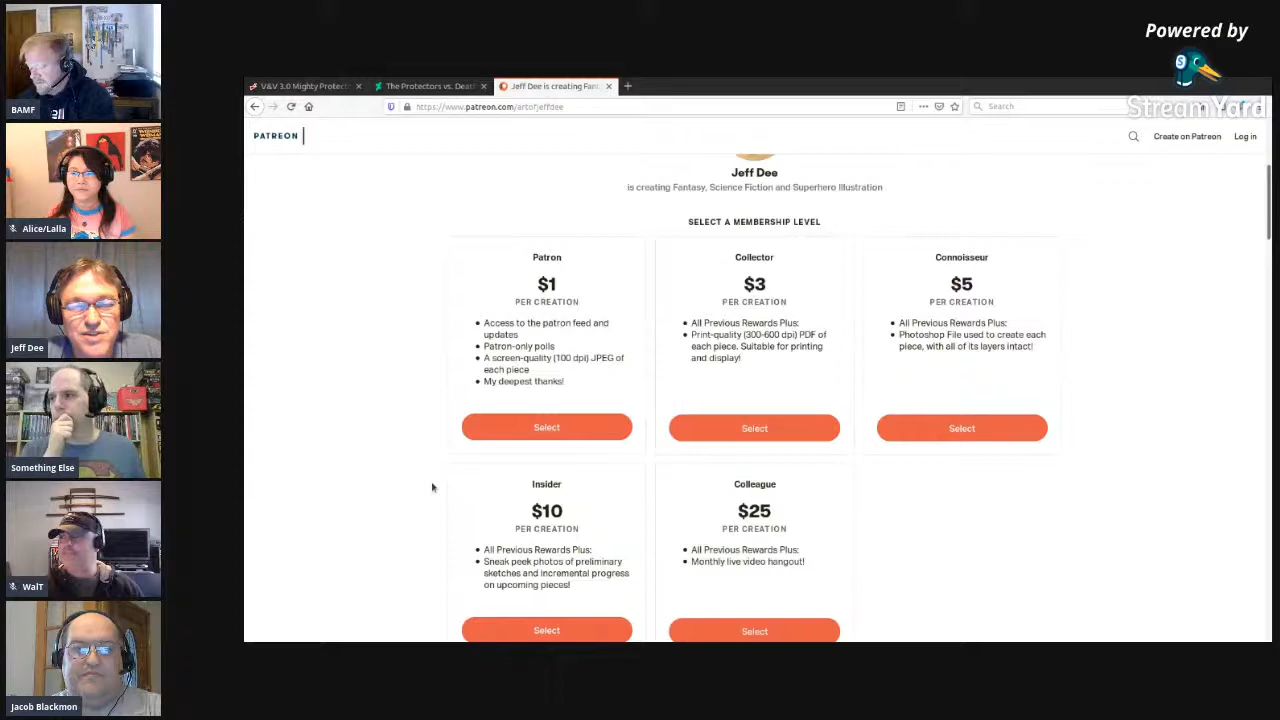 Powered by
S
StreamYard
BAMF
Alice/Lalla
Jeff Dee
Something Else
WalT
Jacob Blackmon
V&V 3.0 Mighty Protect
The Protectors vs. Death
Jeff Dee is creating Fant
https://www.patreon.com/artofjeffdee
Search
PATREON
Create on Patreon
Log in
Jeff Dee
is creating Fantasy, Science Fiction and Superhero Illustration
SELECT A MEMBERSHIP LEVEL
Patron
$1
PER CREATION
• Access to the patron feed and
updates
• Patron-only polls
• A screen-quality (100 dpi) JPEG of
each piece
• My deepest thanks!
Select
Collector
$3
PER CREATION
• All Previous Rewards Plus:
• Print-quality (300-600 dpi) PDF of
each piece. Suitable for printing
and display!
Select
Connoisseur
$5
PER CREATION
• All Previous Rewards Plus:
• Photoshop File used to create each
piece, with all of its layers intact!
Select
Insider
$10
PER CREATION
• All Previous Rewards Plus:
• Sneak peek photos of preliminary
sketches and incremental progress
on upcoming pieces!
Select
Colleague
$25
PER CREATION
• All Previous Rewards Plus:
• Monthly live video hangout!
Select